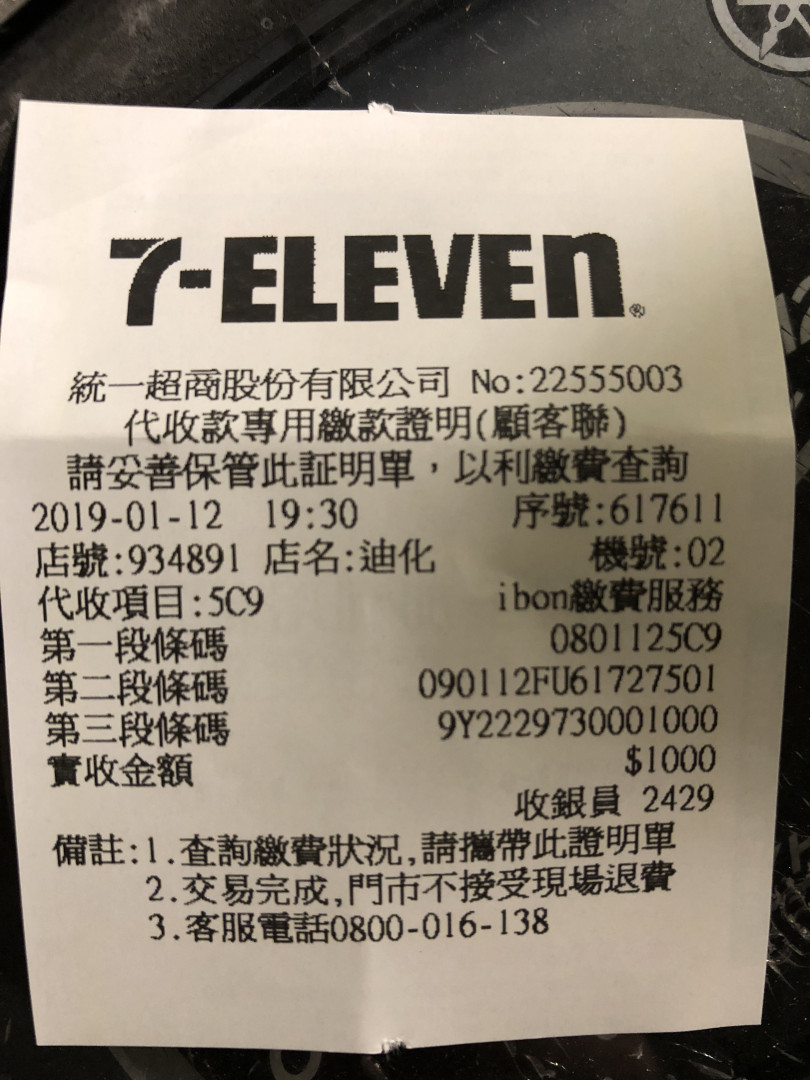 7-ELEVEn®
統一超商股份有限公司 No:22555003
代收款專用繳款證明(顧客聯)
請妥善保管此証明單，以利繳費查詢
2019-01-12 19:30 序號:617611
店號:934891 店名:迪化 機號:02
代收項目:5C9 ibon繳費服務
第一段條碼 0801125C9
第二段條碼 090112FU61727501
第三段條碼 9Y2229730001000
實收金額 $1000
收銀員 2429
備註:1.查詢繳費狀況,請攜帶此證明單
2.交易完成,門市不接受現場退費
3.客服電話0800-016-138